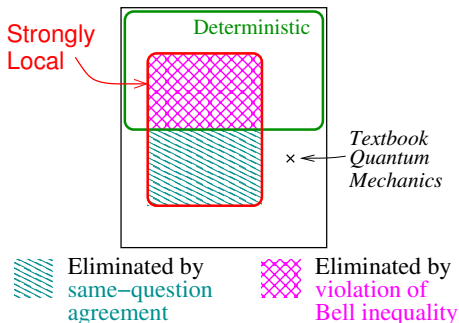 Deterministic
Strongly
Local
Textbook
Quantum
Mechanics
Eliminated by
same-question
agreement
Eliminated by
violation of
Bell inequality